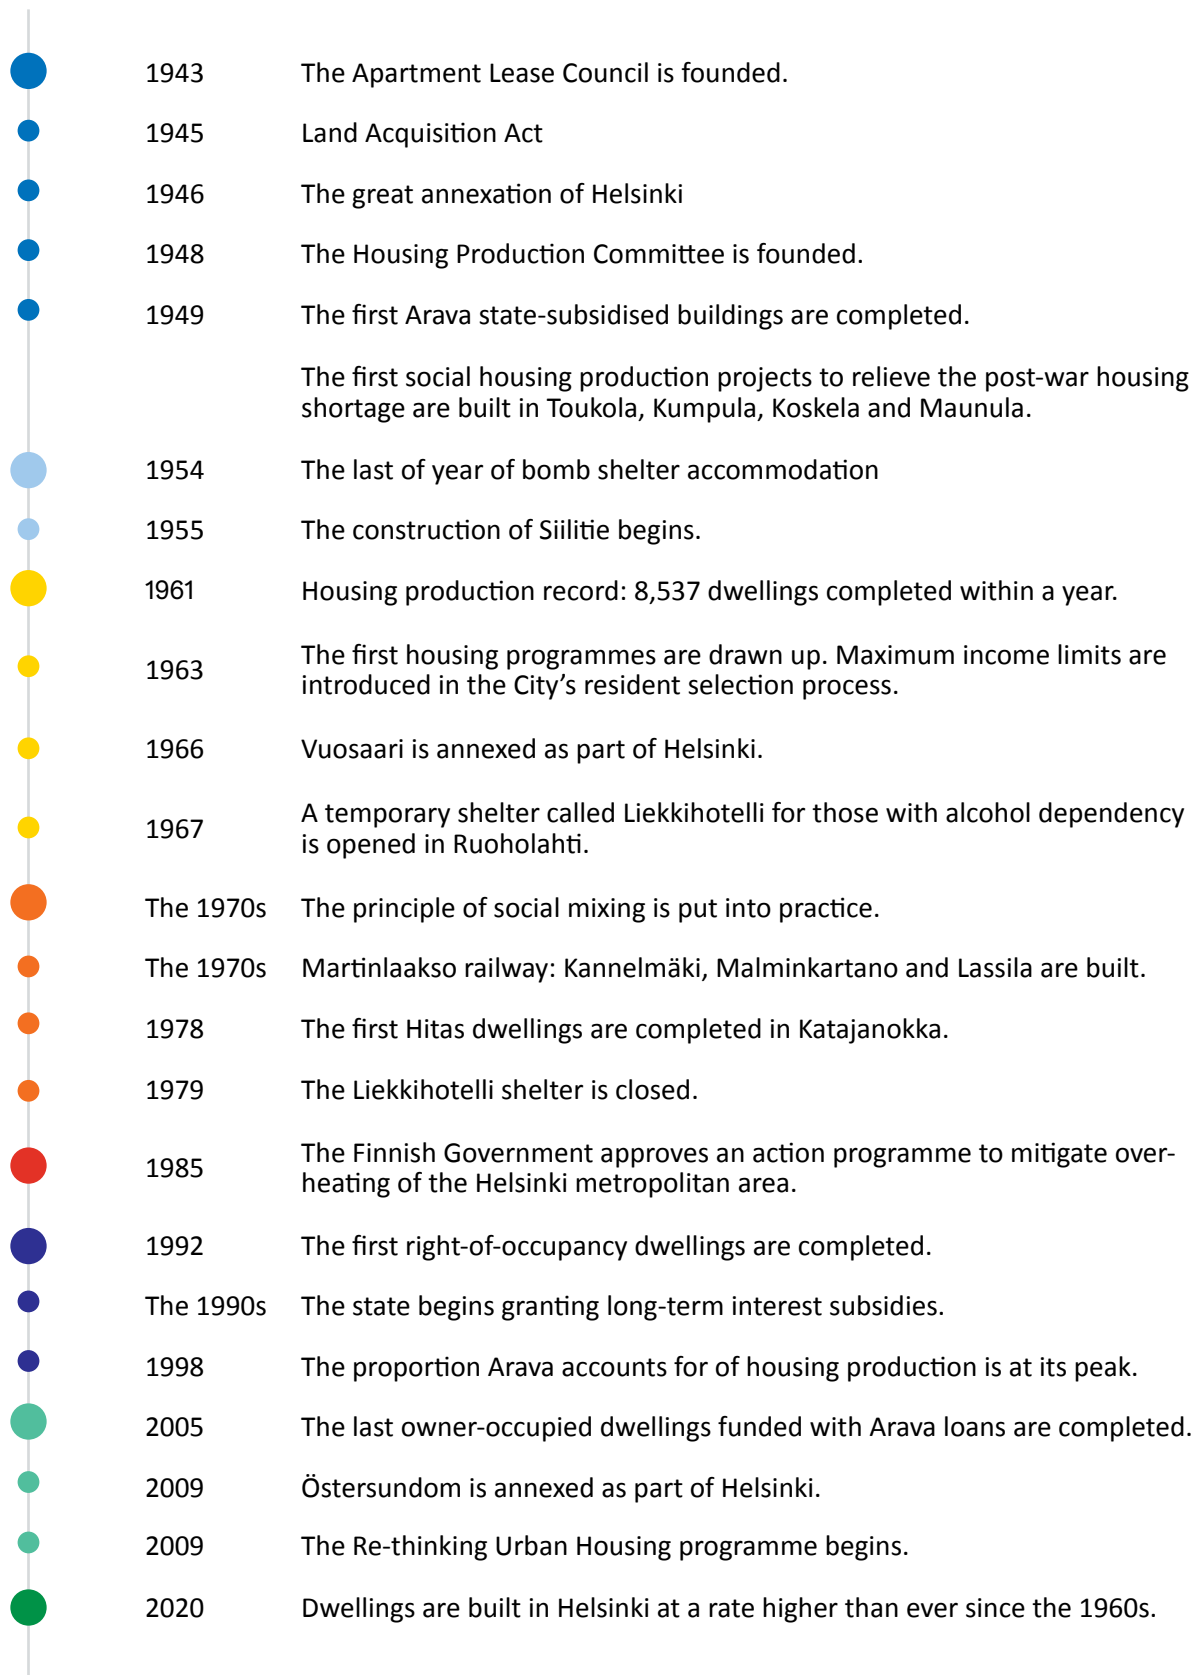 1943 The Apartment Lease Council is founded.
1945 Land Acquisition Act
1946 The great annexation of Helsinki
1948 The Housing Production Committee is founded.
1949 The first Arava state-subsidised buildings are completed.
The first social housing production projects to relieve the post-war housing
shortage are built in Toukola, Kumpula, Koskela and Maunula.
1954 The last of year of bomb shelter accommodation
1955 The construction of Siilitie begins.
1961 Housing production record: 8,537 dwellings completed within a year.
1963 The first housing programmes are drawn up. Maximum income limits are
introduced in the City's resident selection process.
1966 Vuosaari is annexed as part of Helsinki.
1967 A temporary shelter called Liekkihotelli for those with alcohol dependency
is opened in Ruoholahti.
The 1970s The principle of social mixing is put into practice.
The 1970s Martinlaakso railway: Kannelmäki, Malminkartano and Lassila are built.
1978 The first Hitas dwellings are completed in Katajanokka.
1979 The Liekkihotelli shelter is closed.
1985 The Finnish Government approves an action programme to mitigate over-
heating of the Helsinki metropolitan area.
1992 The first right-of-occupancy dwellings are completed.
The 1990s The state begins granting long-term interest subsidies.
1998 The proportion Arava accounts for of housing production is at its peak.
2005 The last owner-occupied dwellings funded with Arava loans are completed.
2009 Östersundom is annexed as part of Helsinki.
2009 The Re-thinking Urban Housing programme begins.
2020 Dwellings are built in Helsinki at a rate higher than ever since the 1960s.